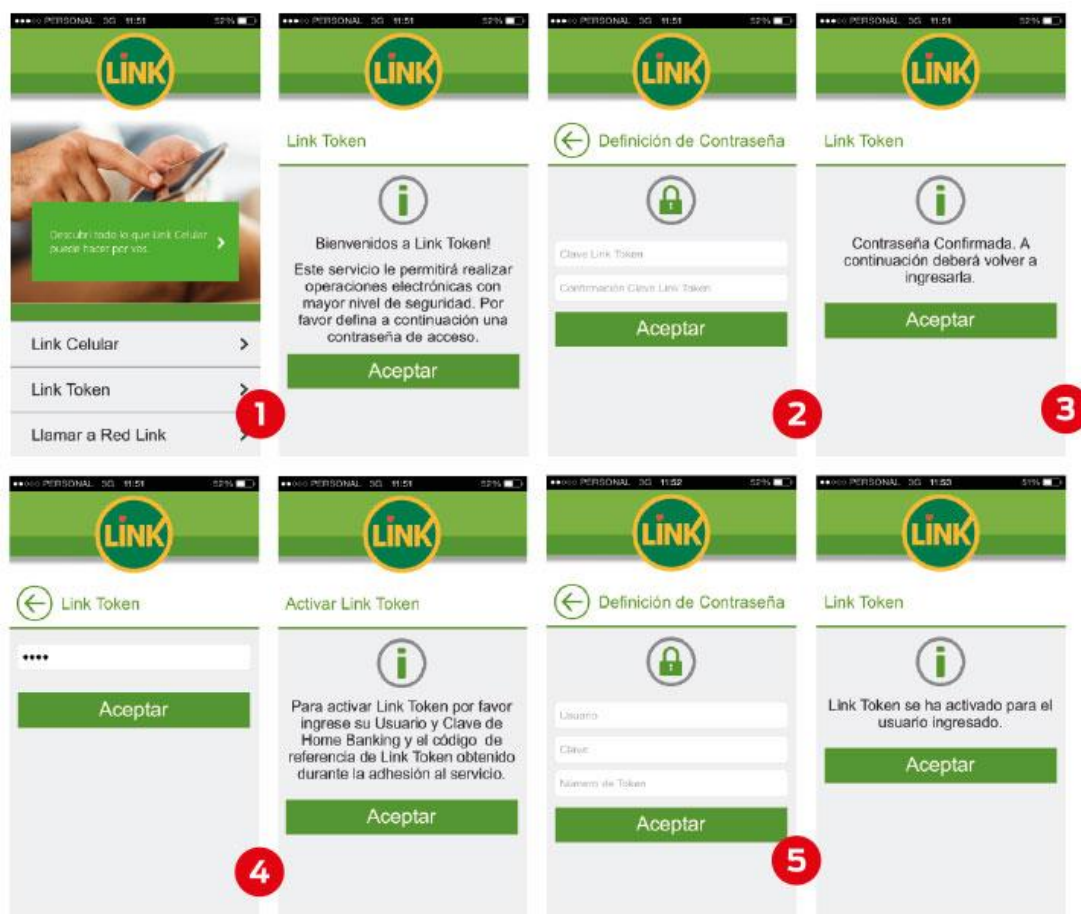 PERSONAL 3G 11:51 52%
LINK
Descubrí todo lo que Link Celular
puede hacer por vos.
Link Celular
Link Token
Llamar a Red Link
1
PERSONAL 3G 11:51 52%
LINK
Link Token
Bienvenidos a Link Token!
Este servicio le permitirá realizar
operaciones electrónicas con
mayor nivel de seguridad. Por
favor defina a continuación una
contraseña de acceso.
Aceptar
PERSONAL 3G 11:51 52%
LINK
Definición de Contraseña
Clave Link Token
Confirmación Clave Link Token
Aceptar
2
PERSONAL 3G 11:51 52%
LINK
Link Token
Contraseña Confirmada. A
continuación deberá volver a
ingresarla.
Aceptar
3
PERSONAL 3G 11:51 52%
LINK
Link Token
Aceptar
4
PERSONAL 3G 11:51 52%
LINK
Activar Link Token
Para activar Link Token por favor
ingrese su Usuario y Clave de
Home Banking y el código de
referencia de Link Token obtenido
durante la adhesión al servicio.
Aceptar
PERSONAL 3G 11:52 52%
LINK
Definición de Contraseña
Usuario
Clave
Número de Token
Aceptar
5
PERSONAL 3G 11:53 51%
LINK
Link Token
Link Token se ha activado para el
usuario ingresado.
Aceptar